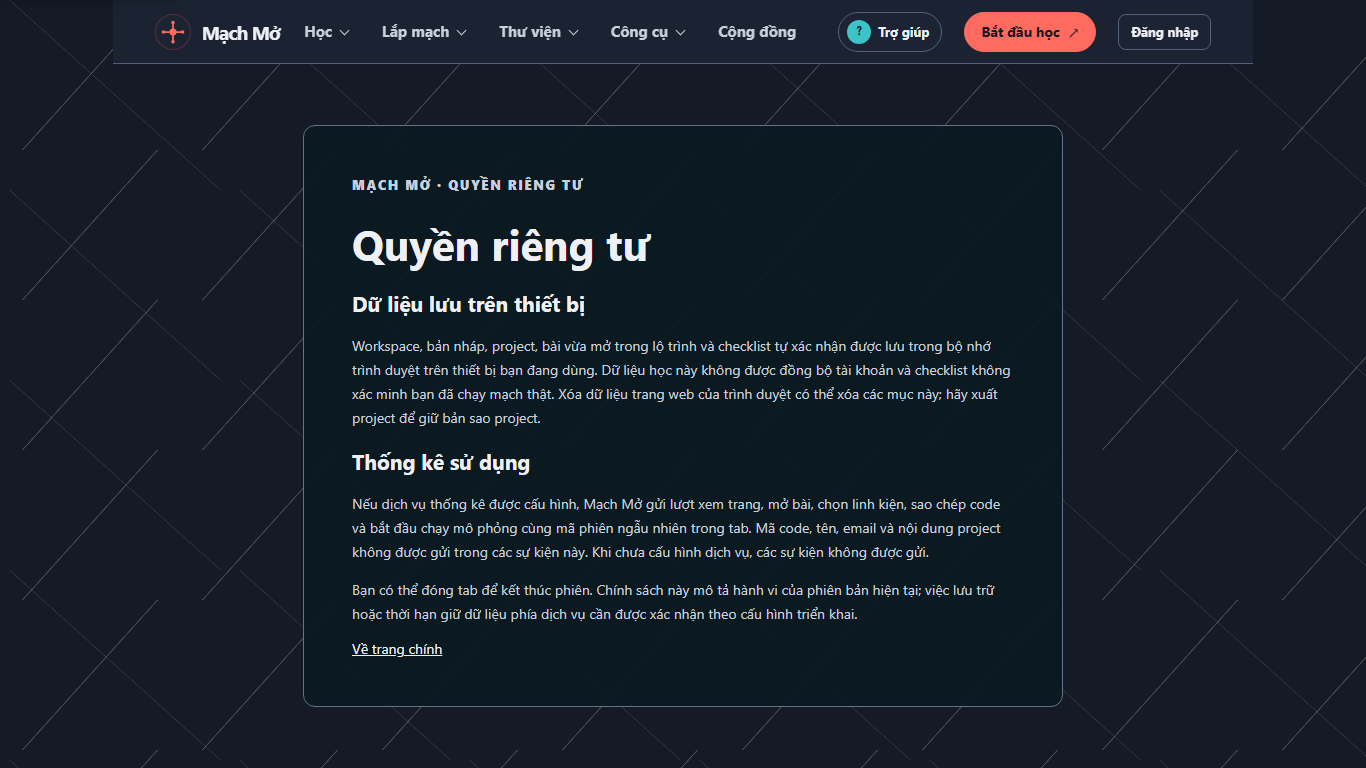 Mạch Mở
Học
Lắp mạch
Thư viện
Công cụ
Cộng đồng
? Trợ giúp
Bắt đầu học ↗
Đăng nhập
MẠCH MỞ · QUYỀN RIÊNG TƯ
Quyền riêng tư
Dữ liệu lưu trên thiết bị
Workspace, bản nháp, project, bài vừa mở trong lộ trình và checklist tự xác nhận được lưu trong bộ nhớ
trình duyệt trên thiết bị bạn đang dùng. Dữ liệu học này không được đồng bộ tài khoản và checklist không
xác minh bạn đã chạy mạch thật. Xóa dữ liệu trang web của trình duyệt có thể xóa các mục này; hãy xuất
project để giữ bản sao project.
Thống kê sử dụng
Nếu dịch vụ thống kê được cấu hình, Mạch Mở gửi lượt xem trang, mở bài, chọn linh kiện, sao chép code
và bắt đầu chạy mô phỏng cùng mã phiên ngẫu nhiên trong tab. Mã code, tên, email và nội dung project
không được gửi trong các sự kiện này. Khi chưa cấu hình dịch vụ, các sự kiện không được gửi.
Bạn có thể đóng tab để kết thúc phiên. Chính sách này mô tả hành vi của phiên bản hiện tại; việc lưu trữ
hoặc thời hạn giữ dữ liệu phía dịch vụ cần được xác nhận theo cấu hình triển khai.
Về trang chính